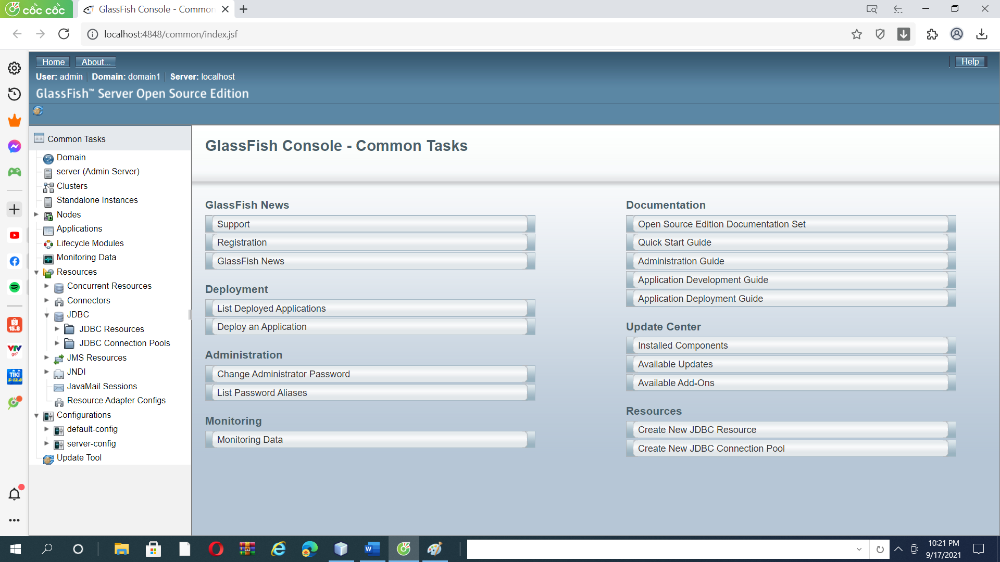 cốc cốc
GlassFish Console - Common
localhost:4848/common/index.jsf
Home
About...
Help
User: admin
Domain: domain1
Server: localhost
GlassFish™ Server Open Source Edition
Common Tasks
Domain
server (Admin Server)
Clusters
Standalone Instances
Nodes
Applications
Lifecycle Modules
Monitoring Data
Resources
Concurrent Resources
Connectors
JDBC
JDBC Resources
JDBC Connection Pools
JMS Resources
JNDI
JavaMail Sessions
Resource Adapter Configs
Configurations
default-config
server-config
Update Tool
GlassFish Console - Common Tasks
GlassFish News
Support
Registration
GlassFish News
Deployment
List Deployed Applications
Deploy an Application
Administration
Change Administrator Password
List Password Aliases
Monitoring
Monitoring Data
Documentation
Open Source Edition Documentation Set
Quick Start Guide
Administration Guide
Application Development Guide
Application Deployment Guide
Update Center
Installed Components
Available Updates
Available Add-Ons
Resources
Create New JDBC Resource
Create New JDBC Connection Pool
15.8
VTV
go
TIKI
10:21 PM
9/17/2021